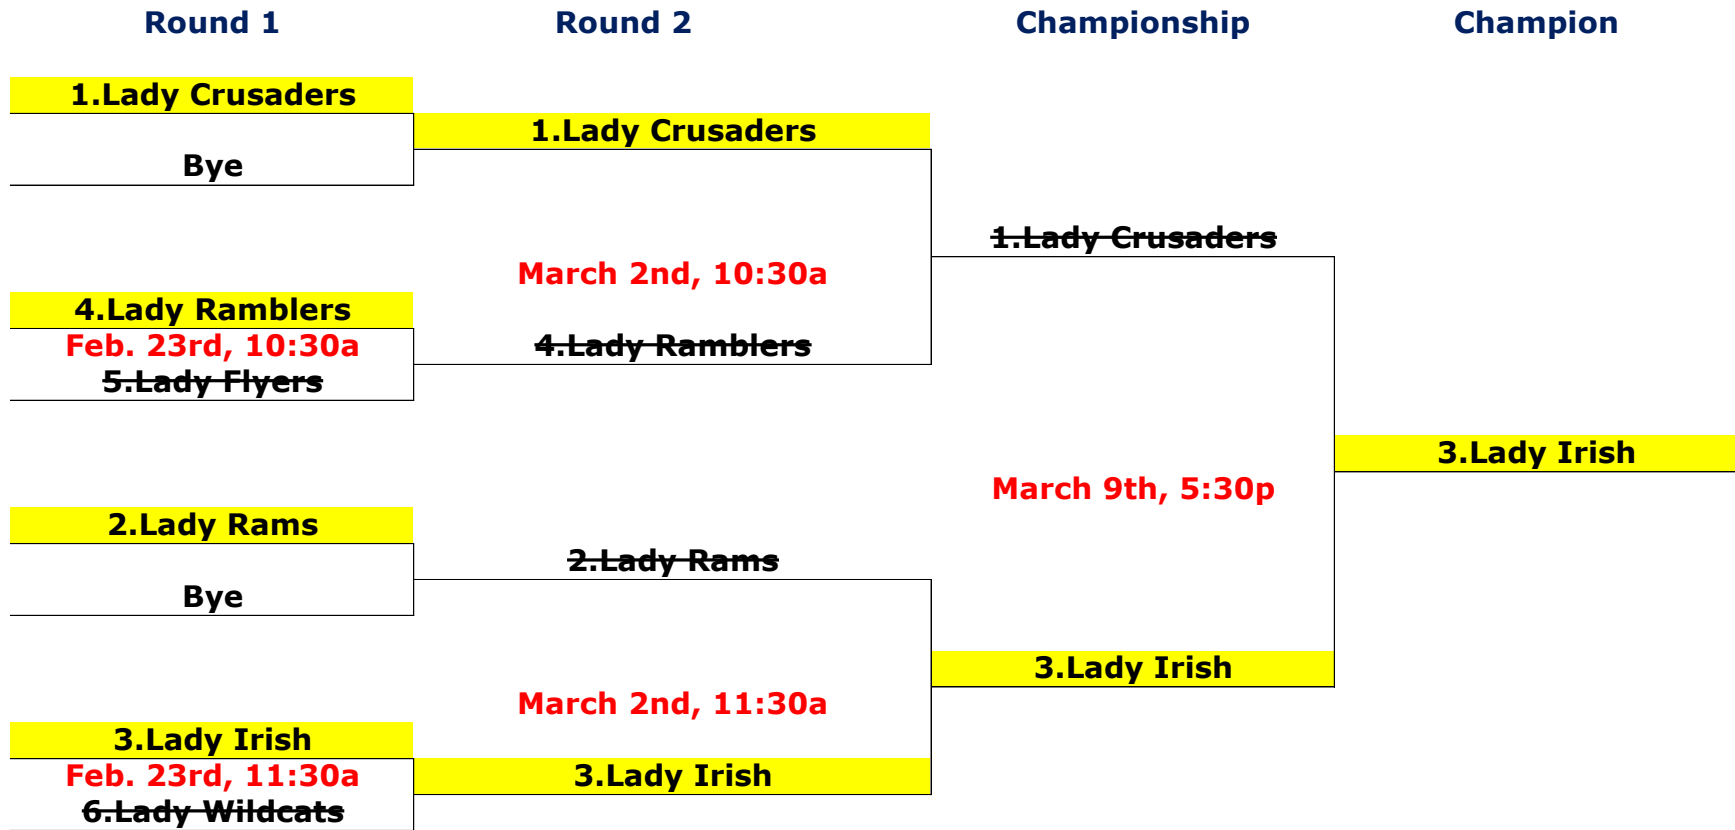 Round 1 Round 2 Championship Champion
1.Lady Crusaders
1.Lady Crusaders
Bye
1.Lady Crusaders
March 2nd, 10:30a
4.Lady Ramblers
Feb. 23rd, 10:30a
4.Lady Ramblers
5.Lady Flyers
3.Lady Irish
March 9th, 5:30p
2.Lady Rams
2.Lady Rams
Bye
3.Lady Irish
March 2nd, 11:30a
3.Lady Irish
Feb. 23rd, 11:30a
3.Lady Irish
6.Lady Wildcats